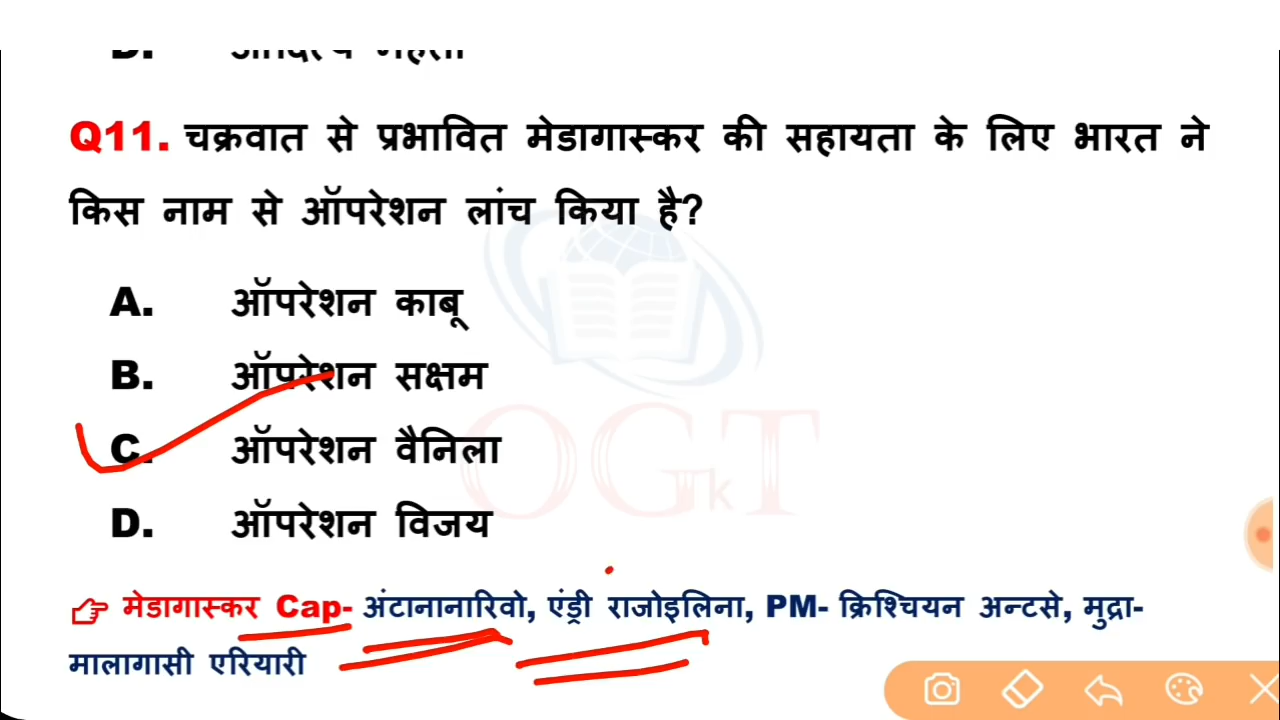 Q11. चक्रवात से प्रभावित मेडागास्कर की सहायता के लिए भारत ने
किस नाम से ऑपरेशन लांच किया है?
A. ऑपरेशन काबू
B. ऑपरेशन सक्षम
C. ऑपरेशन वैनिला
D. ऑपरेशन विजय
OGT
k
मेडागास्कर Cap- अंटानानारिवो, एंड्री राजोइलिना, PM- क्रिश्चियन अन्टसे, मुद्रा-
मालागासी एरियारी